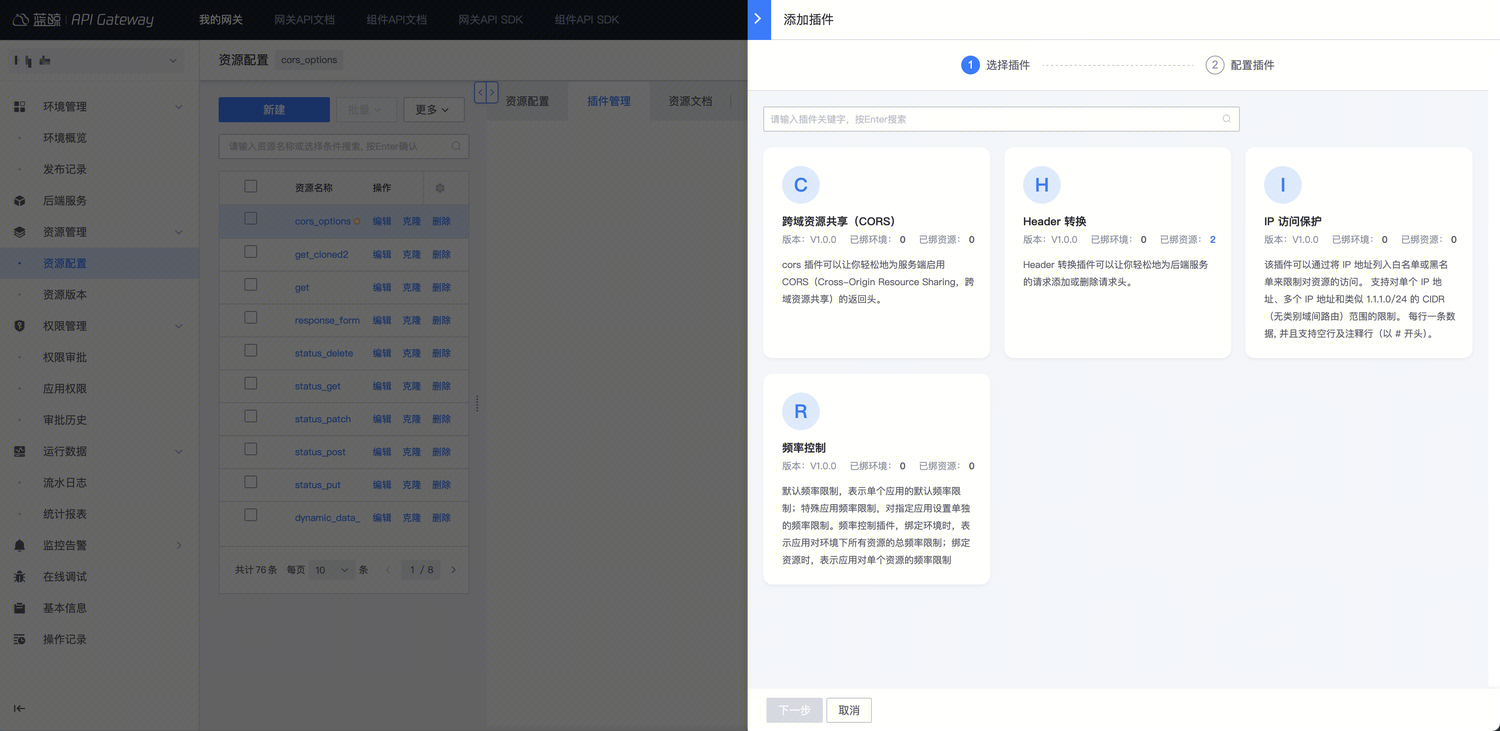 蓝鲸 | API Gateway
我的网关 网关API文档 组件API文档 网关API SDK 组件API SDK
环境管理
环境概览
发布记录
后端服务
资源管理
资源配置
资源版本
权限管理
权限审批
应用权限
审批历史
运行数据
流水日志
统计报表
监控告警
在线调试
基本信息
操作记录
资源配置 cors_options
新建 批量 更多
请输入资源名称或选择条件搜索, 按Enter确认
资源名称 操作
cors_options 编辑 克隆 删除
get_cloned2 编辑 克隆 删除
get 编辑 克隆 删除
response_form 编辑 克隆 删除
status_delete 编辑 克隆 删除
status_get 编辑 克隆 删除
status_patch 编辑 克隆 删除
status_post 编辑 克隆 删除
status_put 编辑 克隆 删除
dynamic_data_ 编辑 克隆 删除
共计76条 每页 10 条 1 / 8
资源配置 插件管理 资源文档
添加插件
1 选择插件 2 配置插件
请输入插件关键字，按Enter搜索
C
跨域资源共享（CORS）
版本：V1.0.0 已绑环境： 0 已绑资源： 0
cors 插件可以让你轻松地为服务端启用
CORS（Cross-Origin Resource Sharing，跨
域资源共享）的返回头。
H
Header 转换
版本：V1.0.0 已绑环境： 0 已绑资源： 2
Header 转换插件可以让你轻松地为后端服务
的请求添加或删除请求头。
I
IP 访问保护
版本：V1.0.0 已绑环境： 0 已绑资源： 0
该插件可以通过将 IP 地址列入白名单或黑名
单来限制对资源的访问。 支持对单个 IP 地
址、多个 IP 地址和类似 1.1.1.0/24 的 CIDR
（无类别域间路由）范围的限制。 每行一条数
据, 并且支持空行及注释行（以 # 开头）。
R
频率控制
版本：V1.0.0 已绑环境： 0 已绑资源： 0
默认频率限制，表示单个应用的默认频率限
制；特殊应用频率限制，对指定应用设置单独
的频率限制。频率控制插件，绑定环境时，表
示应用对环境下所有资源的总频率限制；绑定
资源时，表示应用对单个资源的频率限制
下一步 取消